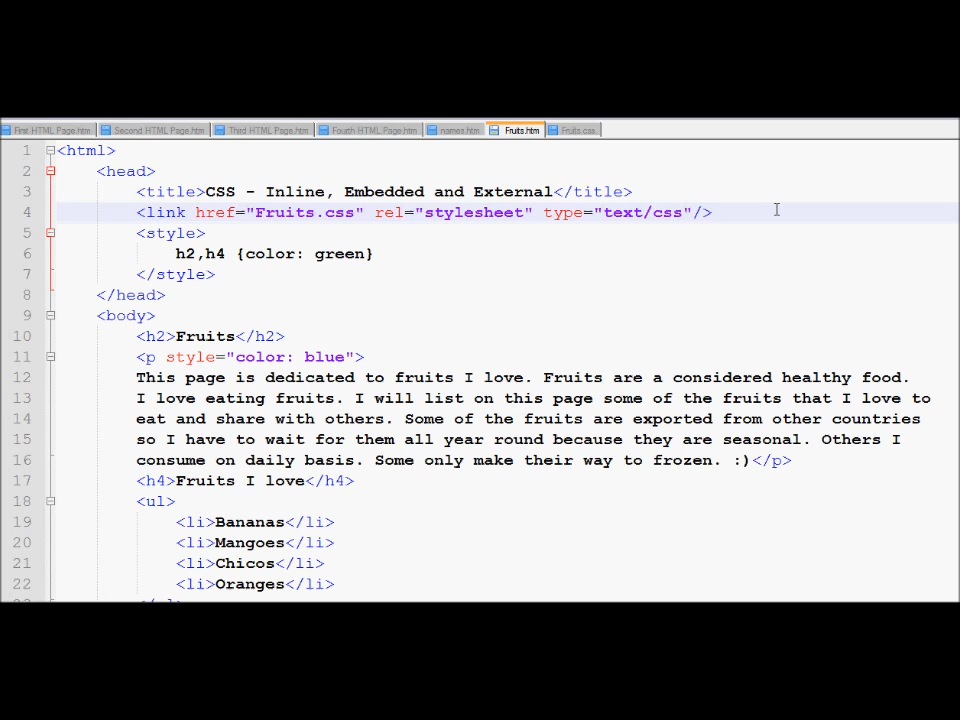 First HTML Page.htm Second HTML Page.htm Third HTML Page.htm Fourth HTML Page.htm names.htm Fruits.htm Fruits.css
1 <html>
2 <head>
3 <title>CSS - Inline, Embedded and External</title>
4 <link href="Fruits.css" rel="stylesheet" type="text/css"/>
5 <style>
6 h2,h4 {color: green}
7 </style>
8 </head>
9 <body>
10 <h2>Fruits</h2>
11 <p style="color: blue">
12 This page is dedicated to fruits I love. Fruits are a considered healthy food.
13 I love eating fruits. I will list on this page some of the fruits that I love to
14 eat and share with others. Some of the fruits are exported from other countries
15 so I have to wait for them all year round because they are seasonal. Others I
16 consume on daily basis. Some only make their way to frozen. :)</p>
17 <h4>Fruits I love</h4>
18 <ul>
19 <li>Bananas</li>
20 <li>Mangoes</li>
21 <li>Chicos</li>
22 <li>Oranges</li>